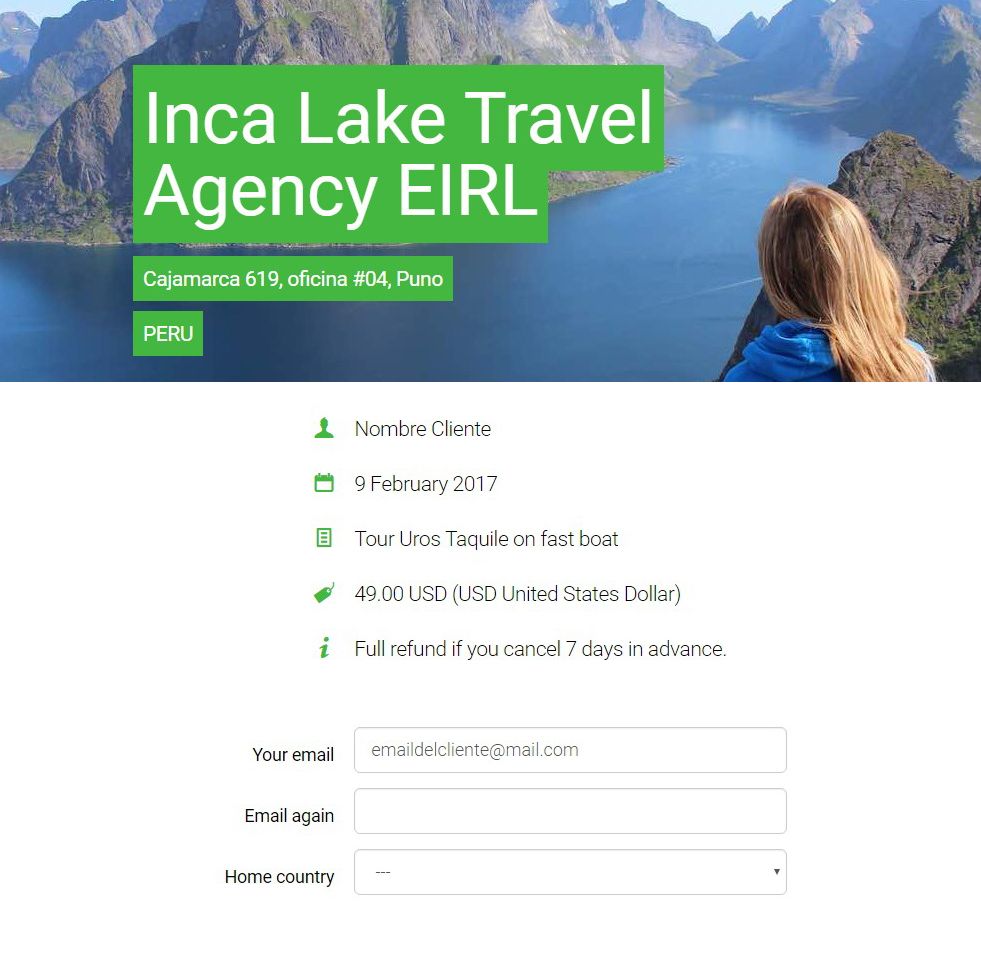 Inca Lake Travel
Agency EIRL
Cajamarca 619, oficina #04, Puno
PERU
Nombre Cliente
9 February 2017
Tour Uros Taquile on fast boat
49.00 USD (USD United States Dollar)
Full refund if you cancel 7 days in advance.
Your email emaildelcliente@mail.com
Email again
Home country ---